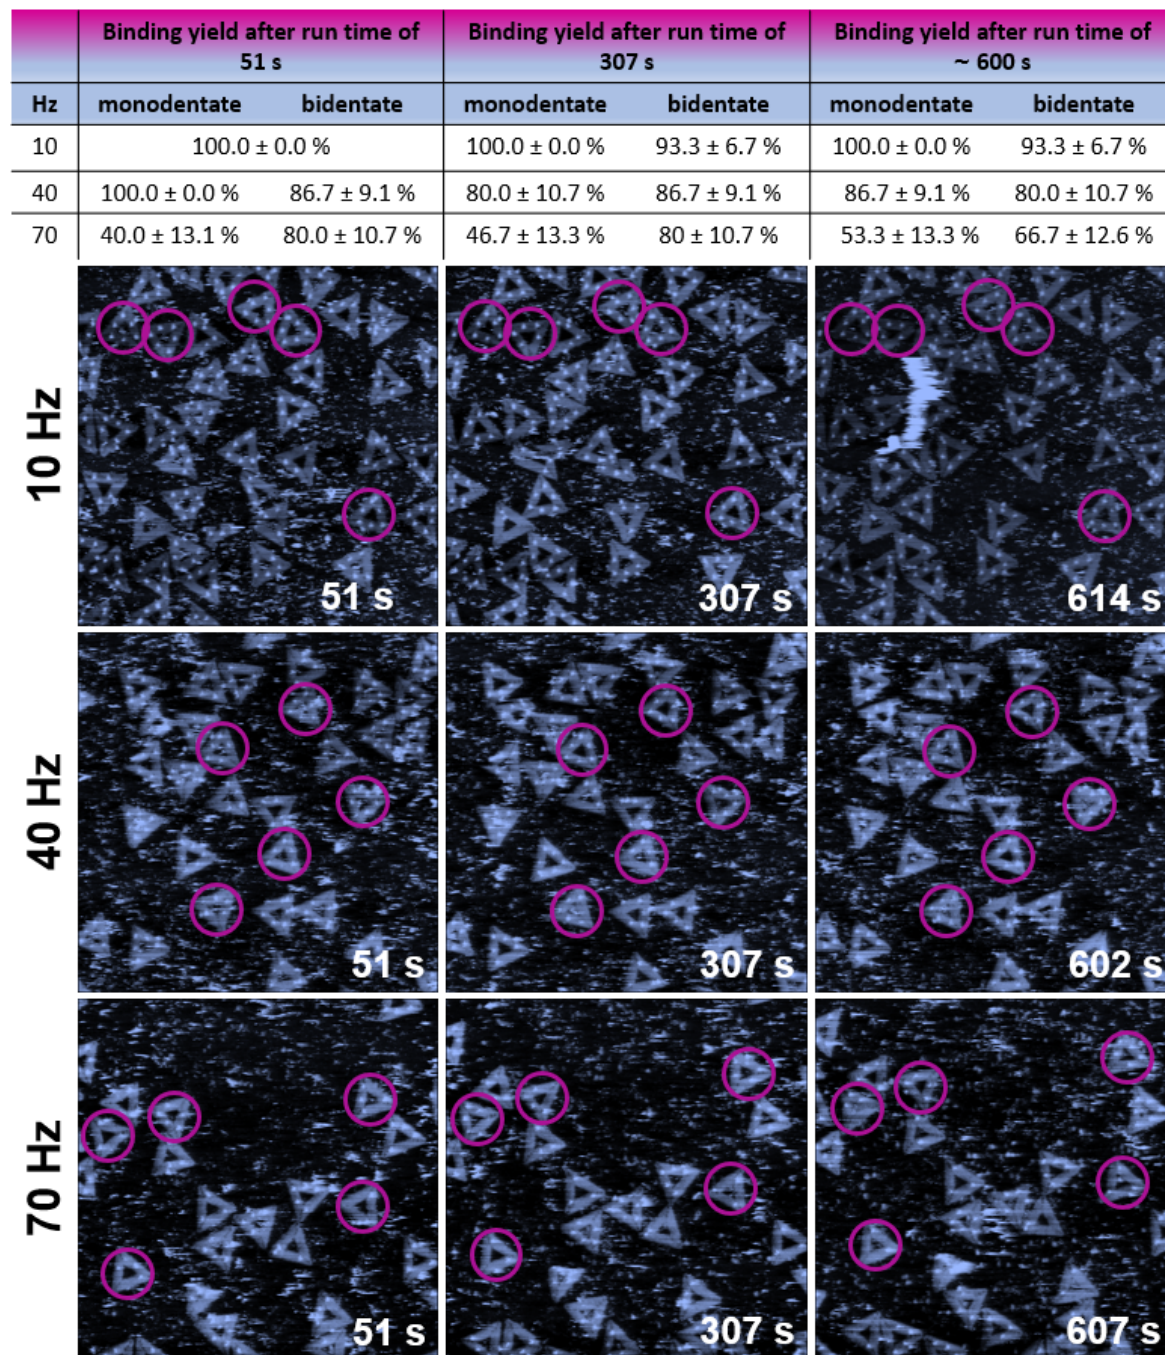 Binding yield after run time of 51 s
Binding yield after run time of 307 s
Binding yield after run time of ~ 600 s
Hz monodentate bidentate monodentate bidentate monodentate bidentate
10 100.0 ± 0.0 % 100.0 ± 0.0 % 93.3 ± 6.7 % 100.0 ± 0.0 % 93.3 ± 6.7 %
40 100.0 ± 0.0 % 86.7 ± 9.1 % 80.0 ± 10.7 % 86.7 ± 9.1 % 86.7 ± 9.1 % 80.0 ± 10.7 %
70 40.0 ± 13.1 % 80.0 ± 10.7 % 46.7 ± 13.3 % 80 ± 10.7 % 53.3 ± 13.3 % 66.7 ± 12.6 %
10 Hz
51 s
307 s
614 s
40 Hz
51 s
307 s
602 s
70 Hz
51 s
307 s
607 s